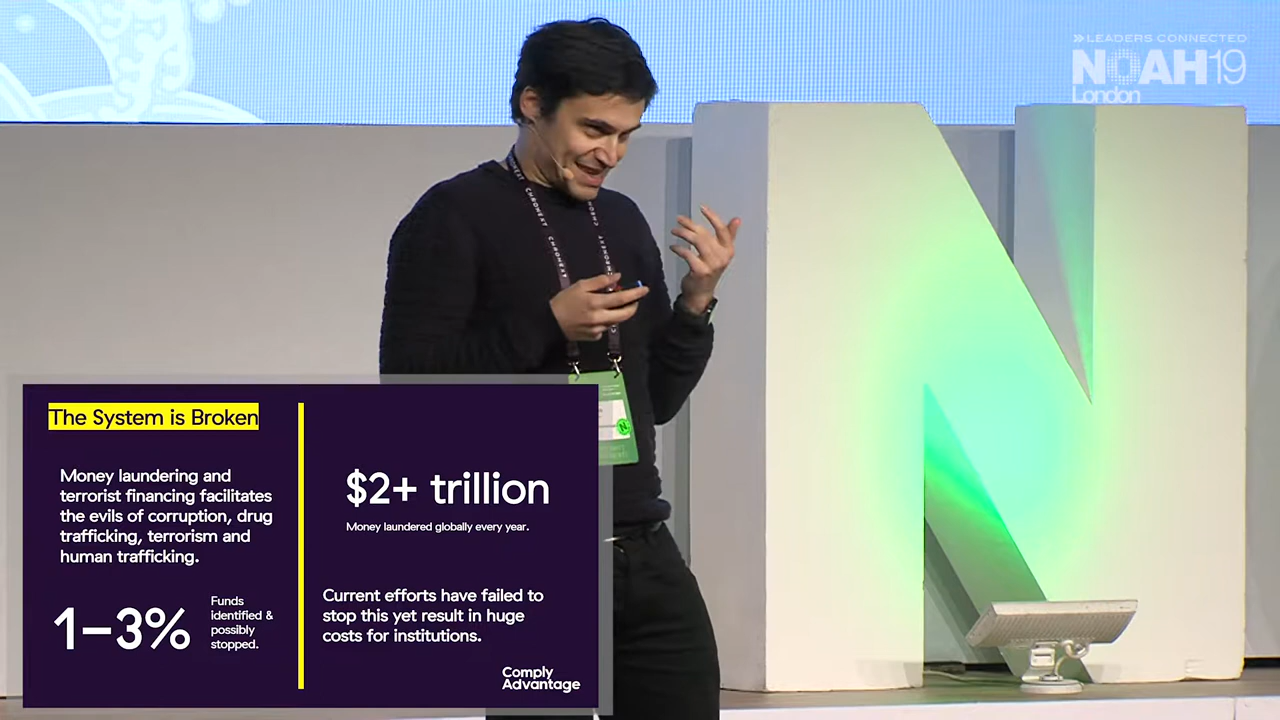 LEADERS CONNECTED
NOAH19
London
CHRONEXT
CHRONEXT
The System is Broken
Money laundering and
terrorist financing facilitates
the evils of corruption, drug
trafficking, terrorism and
human trafficking.
1–3%
Funds
identified &
possibly
stopped.
$2+ trillion
Money laundered globally every year.
Current efforts have failed to
stop this yet result in huge
costs for institutions.
Comply
Advantage
N